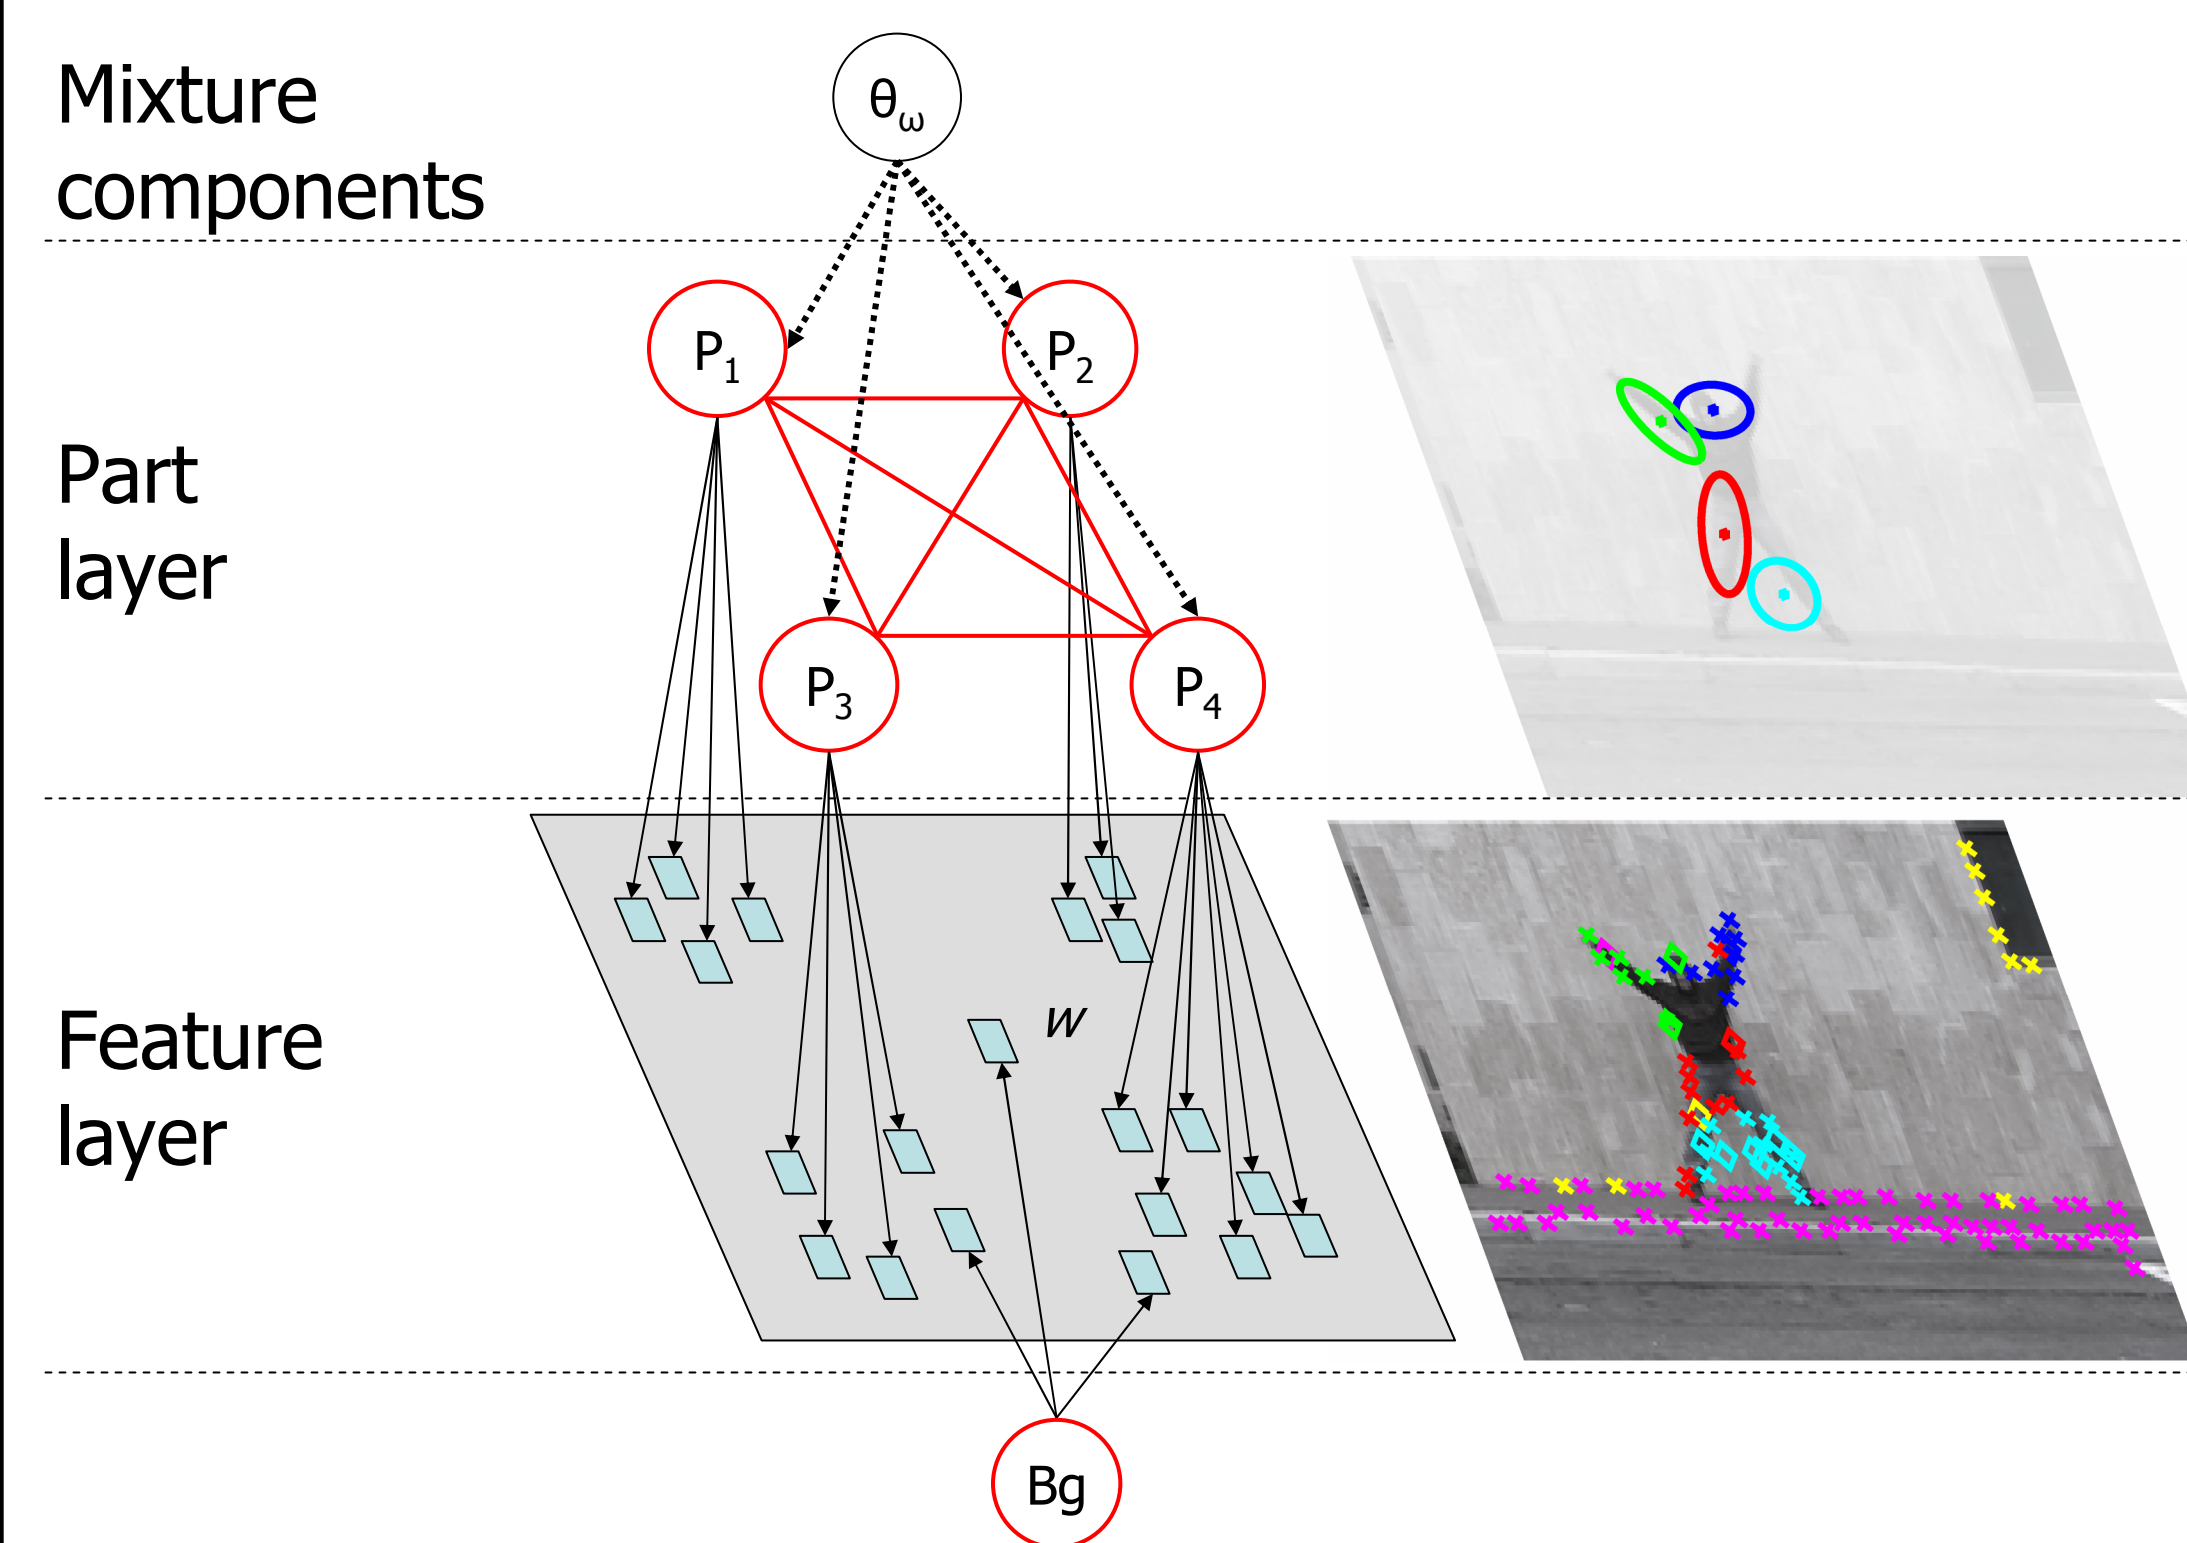 Mixture
components
θω
P1
P2
Part
layer
P3
P4
w
Feature
layer
Bg